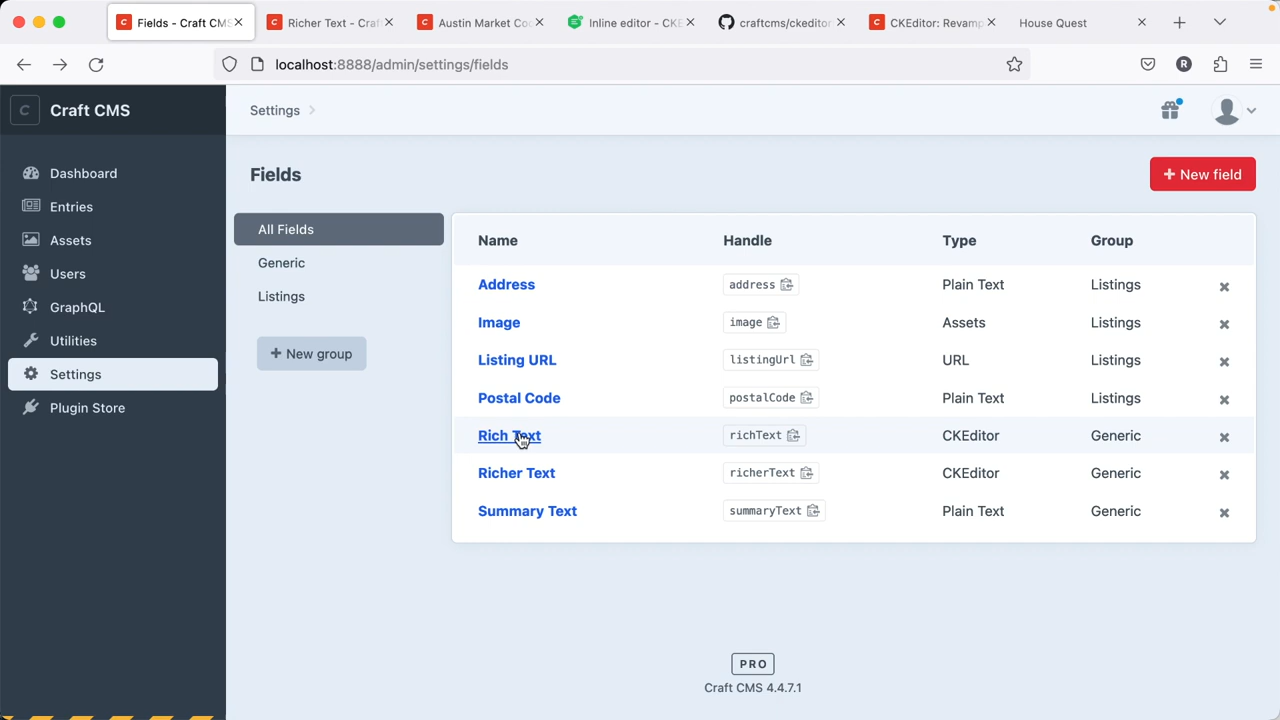 Fields - Craft CMS
Richer Text - Craft
Austin Market Co
Inline editor - CKE
craftcms/ckeditor
CKEditor: Revamp
House Quest
localhost:8888/admin/settings/fields
R
C
Craft CMS
Settings
Dashboard
Entries
Assets
Users
GraphQL
Utilities
Settings
Plugin Store
Fields
New field
All Fields
Generic
Listings
New group
Name Handle Type Group
Address address Plain Text Listings
Image image Assets Listings
Listing URL listingUrl URL Listings
Postal Code postalCode Plain Text Listings
Rich Text richText CKEditor Generic
Richer Text richerText CKEditor Generic
Summary Text summaryText Plain Text Generic
PRO
Craft CMS 4.4.7.1